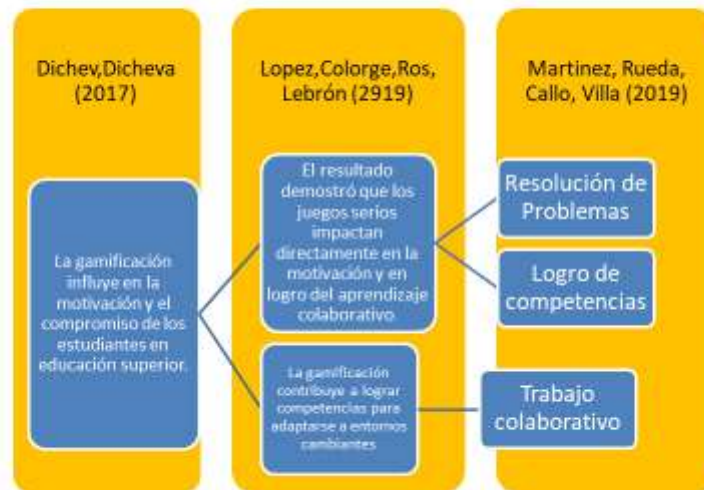 Dichev,Dicheva
(2017)
La gamificación
influye en la
motivación y el
compromiso de los
estudiantes en
educación superior.
Lopez,Colorge,Ros,
Lebrón (2919)
El resultado
demostró que los
juegos serios
impactan
directamente en la
motivación y en
logro del aprendizaje
colaborativo
La gamificación
contribuye a lograr
competencias para
adaptarse a entornos
cambiantes
Martinez, Rueda,
Callo, Villa (2019)
Resolución de
Problemas
Logro de
competencias
Trabajo
colaborativo